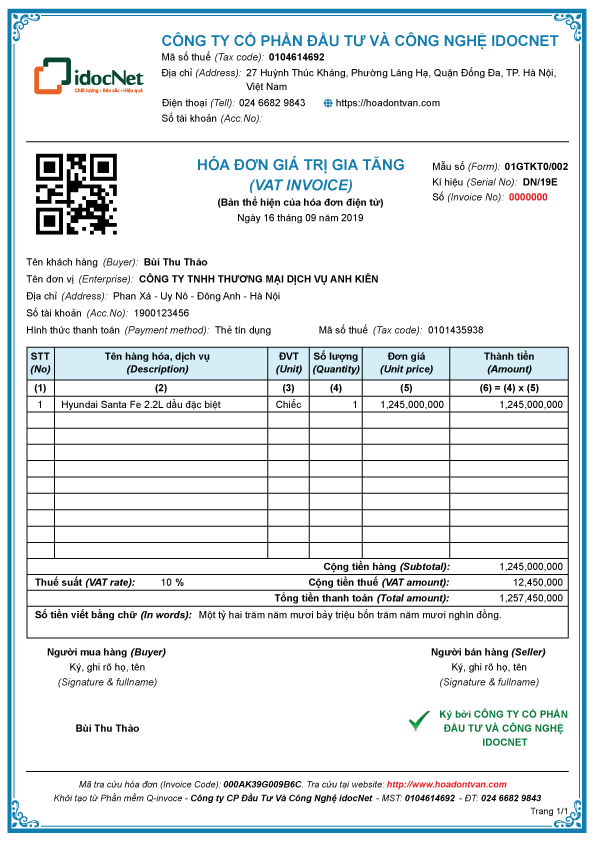 idocNet
Chất lượng • Bản sắc • Hiệu quả
CÔNG TY CỔ PHẦN ĐẦU TƯ VÀ CÔNG NGHỆ IDOCNET
Mã số thuế (Tax code): 0104614692
Địa chỉ (Address): 27 Huỳnh Thúc Kháng, Phường Láng Hạ, Quận Đống Đa, TP. Hà Nội,
Việt Nam
Điện thoại (Tell): 024 6682 9843 https://hoadontvan.com
Số tài khoản (Acc.No):
HÓA ĐƠN GIÁ TRỊ GIA TĂNG
(VAT INVOICE)
(Bản thể hiện của hóa đơn điện tử)
Ngày 16 tháng 09 năm 2019
Mẫu số (Form): 01GTKT0/002
Kí hiệu (Serial No): DN/19E
Số (Invoice No): 0000000
Tên khách hàng (Buyer): Bùi Thu Thảo
Tên đơn vị (Enterprise): CÔNG TY TNHH THƯƠNG MẠI DỊCH VỤ ANH KIÊN
Địa chỉ (Address): Phan Xá - Uy Nô - Đông Anh - Hà Nội
Số tài khoản (Acc.No): 1900123456
Hình thức thanh toán (Payment method): Thẻ tín dụng Mã số thuế (Tax code): 0101435938
STT Tên hàng hóa, dịch vụ ĐVT Số lượng Đơn giá Thành tiền
(No) (Description) (Unit) (Quantity) (Unit price) (Amount)
(1) (2) (3) (4) (5) (6) = (4) x (5)
1 Hyundai Santa Fe 2.2L dầu đặc biệt Chiếc 1 1,245,000,000 1,245,000,000
Cộng tiền hàng (Subtotal): 1,245,000,000
Thuế suất (VAT rate): 10 % Cộng tiền thuế (VAT amount): 12,450,000
Tổng tiền thanh toán (Total amount): 1,257,450,000
Số tiền viết bằng chữ (In words): Một tỷ hai trăm năm mươi bảy triệu bốn trăm năm mươi nghìn đồng.
Người mua hàng (Buyer)
Ký, ghi rõ họ, tên
(Signature & fullname)
Bùi Thu Thảo
Người bán hàng (Seller)
Ký, ghi rõ họ, tên
(Signature & fullname)
Ký bởi CÔNG TY CỔ PHẦN
ĐẦU TƯ VÀ CÔNG NGHỆ
IDOCNET
Mã tra cứu hóa đơn (Invoice Code): 000AK39G009B6C. Tra cứu tại website: http://www.hoadontvan.com
Khởi tạo từ Phần mềm Q-invoce - Công ty CP Đầu Tư Và Công Nghệ idocNet - MST: 0104614692 - ĐT: 024 6682 9843
Trang 1/1